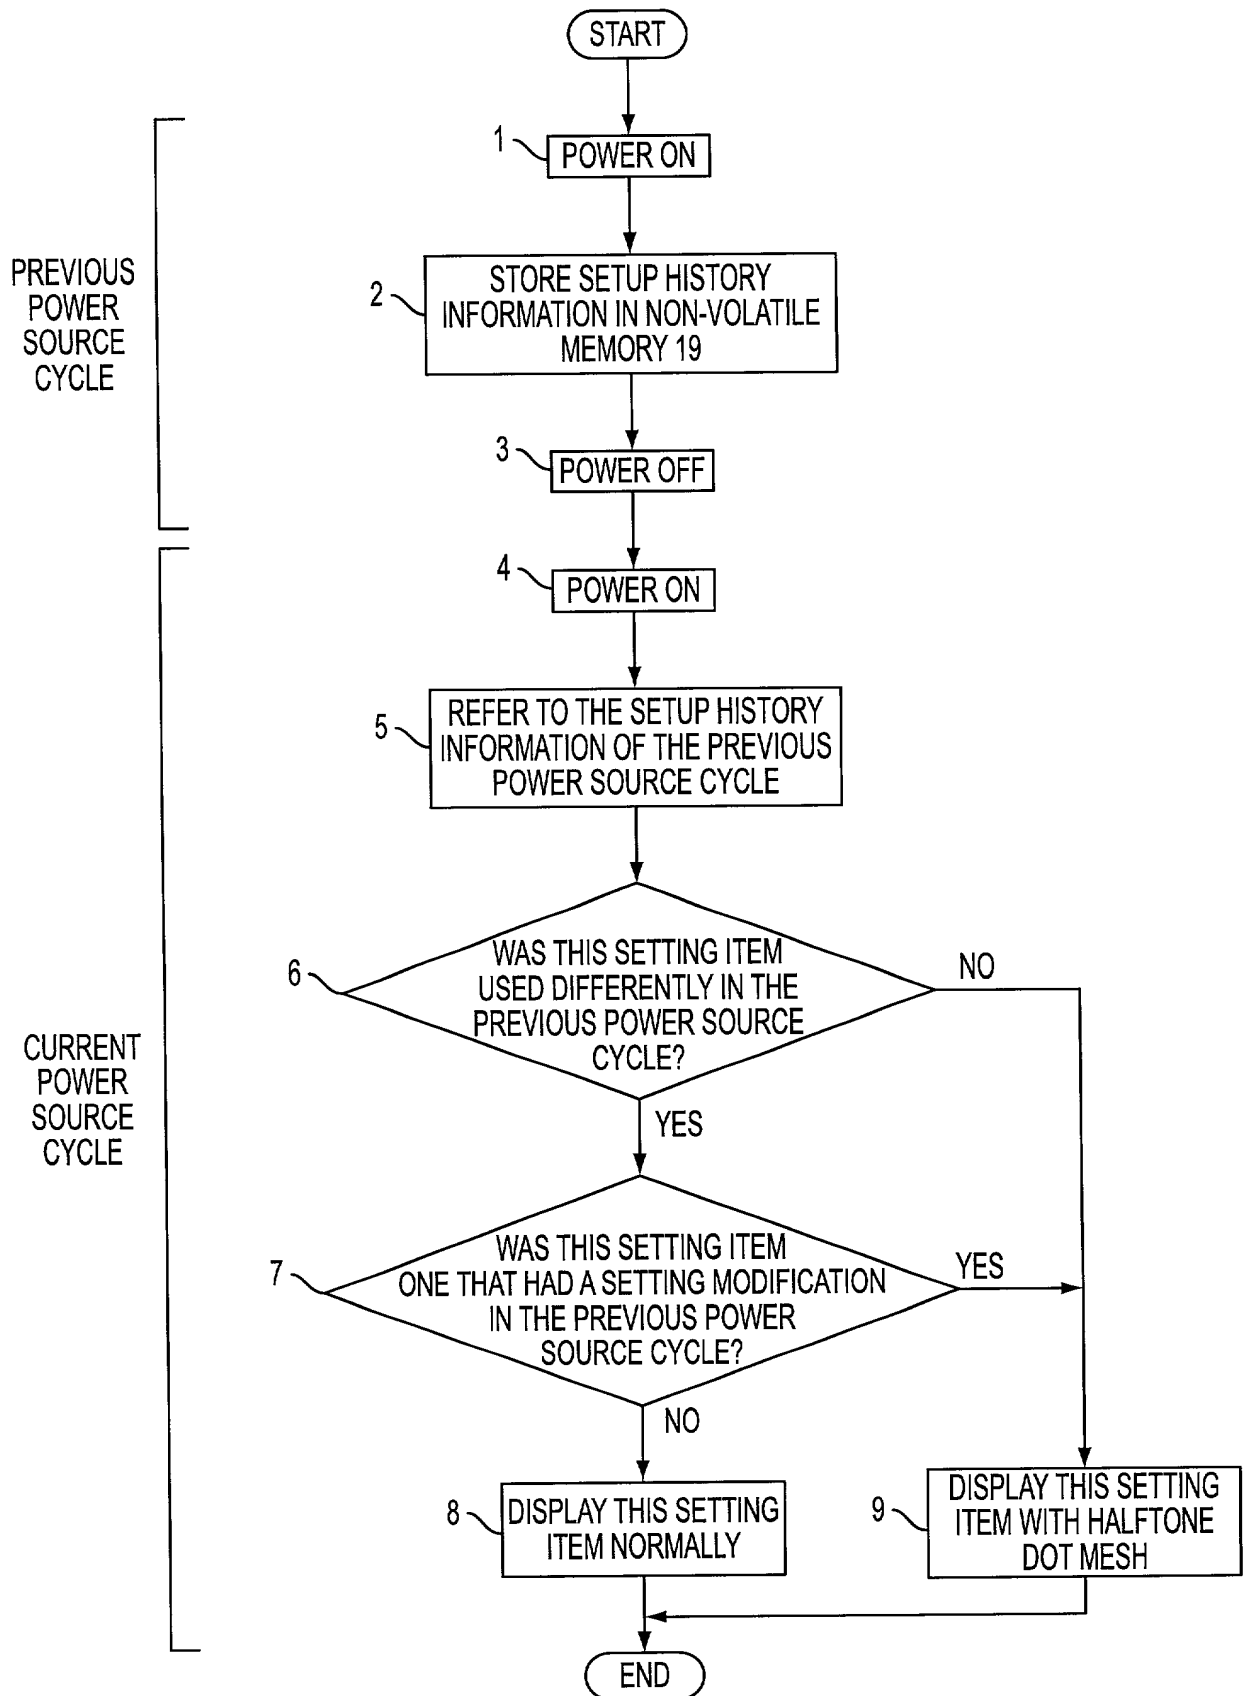 START
1
POWER ON
PREVIOUS
POWER
SOURCE
CYCLE
2
STORE SETUP HISTORY
INFORMATION IN NON-VOLATILE
MEMORY 19
3
POWER OFF
4
POWER ON
5
REFER TO THE SETUP HISTORY
INFORMATION OF THE PREVIOUS
POWER SOURCE CYCLE
6
WAS THIS SETTING ITEM
USED DIFFERENTLY IN THE
PREVIOUS POWER SOURCE
CYCLE?
NO
YES
CURRENT
POWER
SOURCE
CYCLE
7
WAS THIS SETTING ITEM
ONE THAT HAD A SETTING MODIFICATION
IN THE PREVIOUS POWER
SOURCE CYCLE?
YES
NO
8
DISPLAY THIS SETTING
ITEM NORMALLY
9
DISPLAY THIS SETTING
ITEM WITH HALFTONE
DOT MESH
END